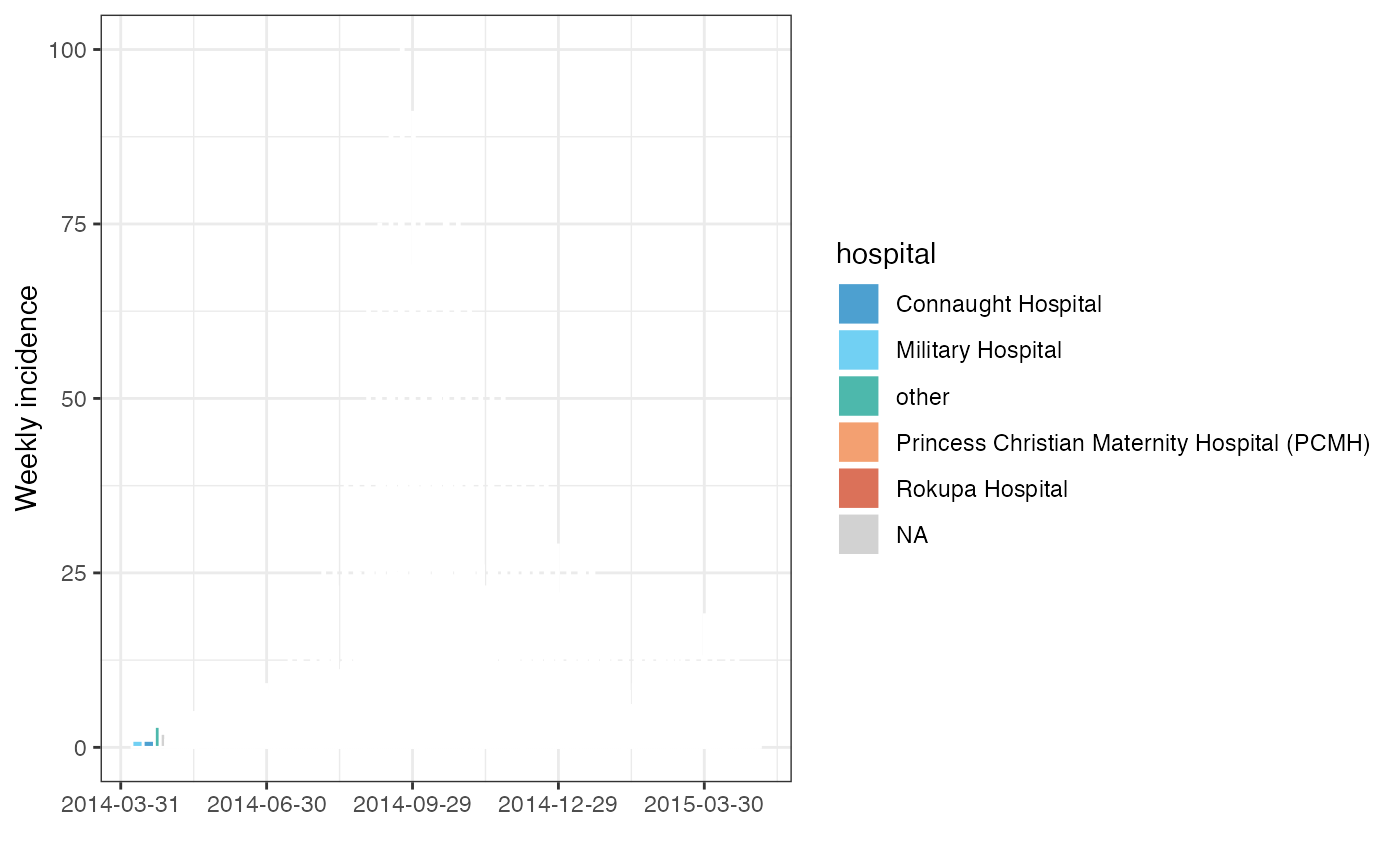 Weekly incidence
100
75
50
25
0
2014-03-31 2014-06-30 2014-09-29 2014-12-29 2015-03-30
hospital
Connaught Hospital
Military Hospital
other
Princess Christian Maternity Hospital (PCMH)
Rokupa Hospital
NA